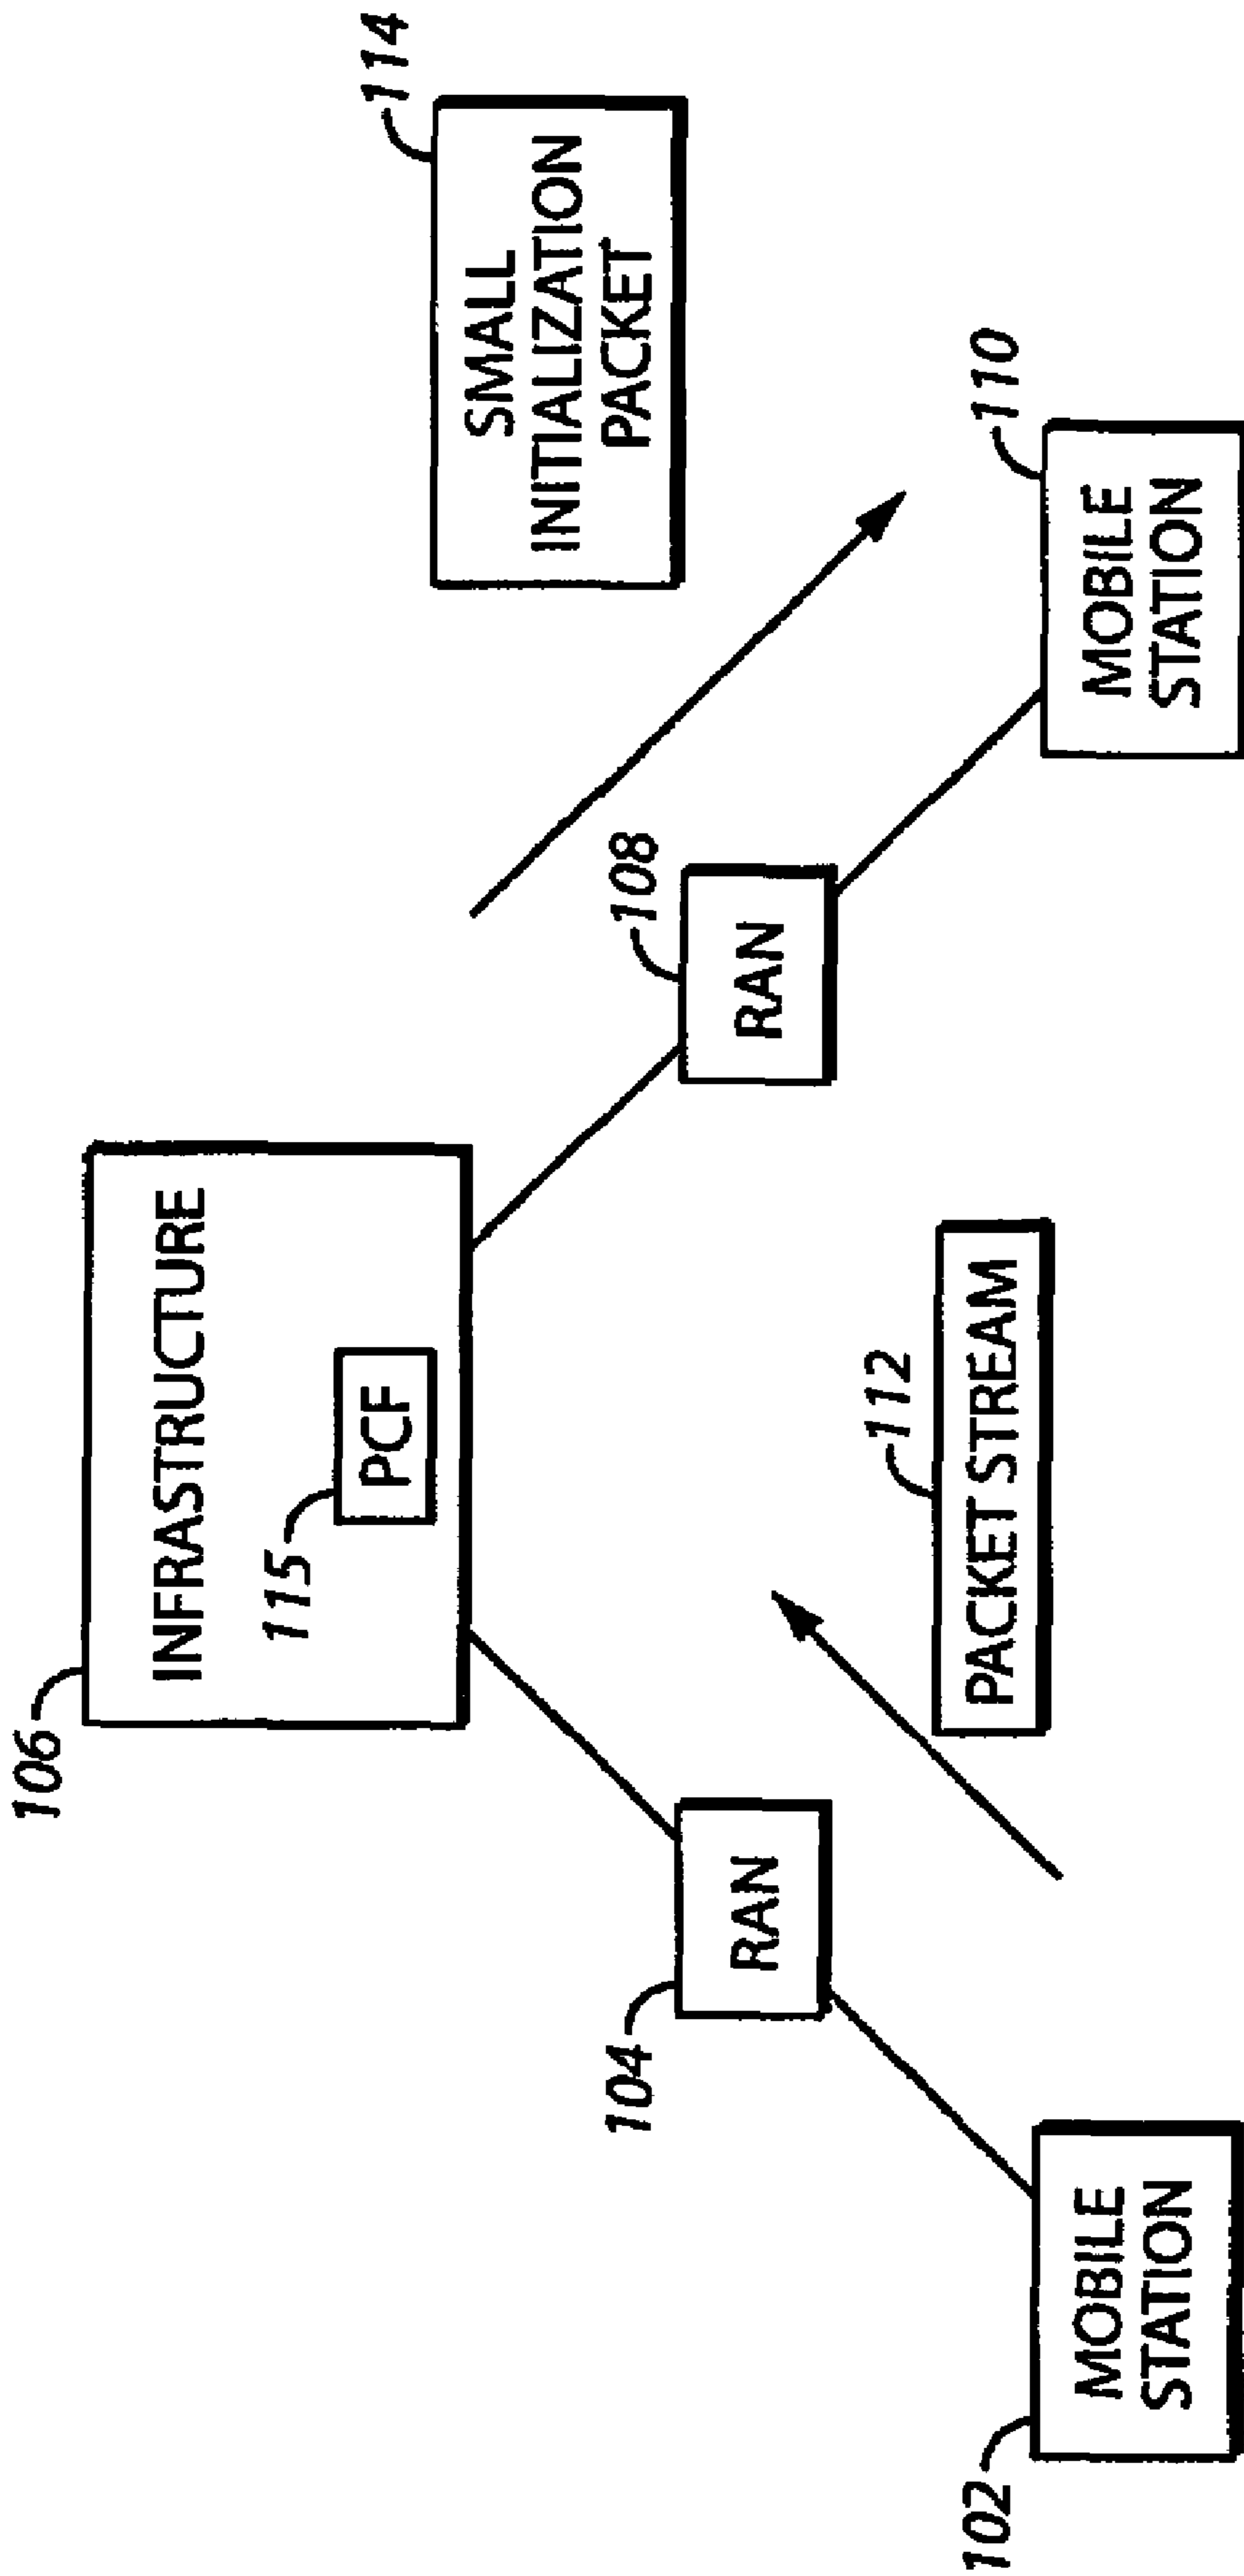 106
INFRASTRUCTURE
115
PCF
114
SMALL
INITIALIZATION
PACKET
104
RAN
108
RAN
112
PACKET STREAM
102
MOBILE
STATION
110
MOBILE
STATION